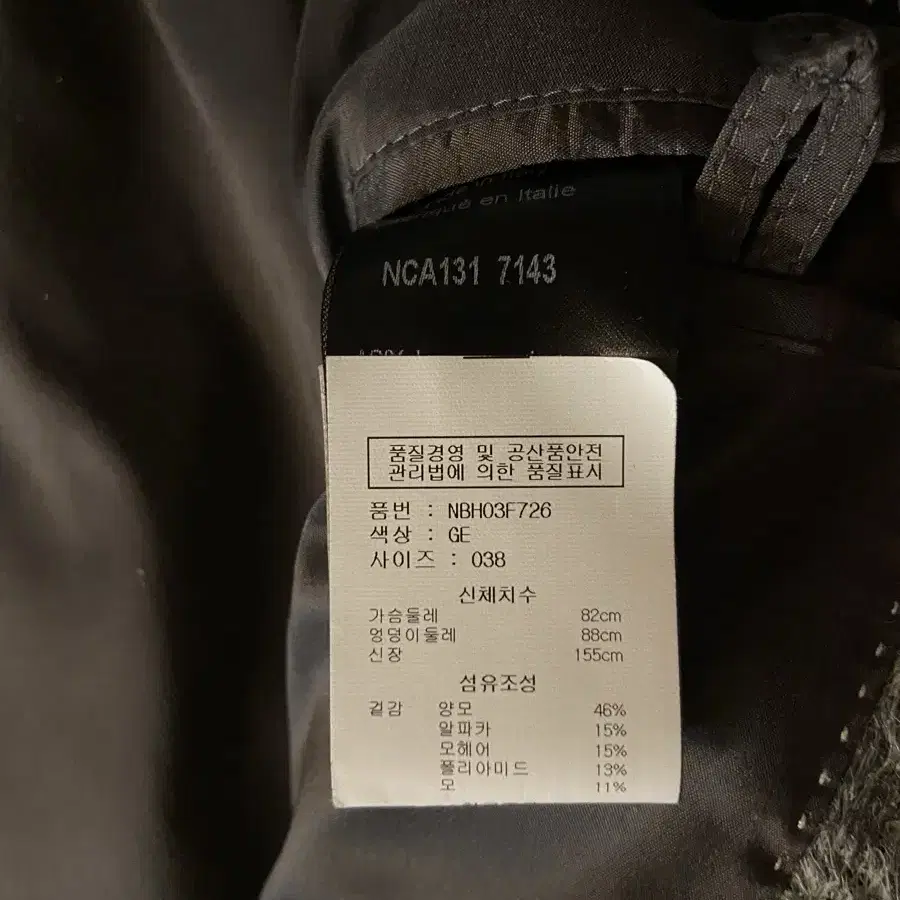 en Italie
NCA131 7143
품질경영 및 공산품안전
관리법에 의한 품질표시
품번 : NBH03F726
색상 : GE
사이즈 : 038
신체치수
가슴둘레 82cm
엉덩이둘레 88cm
신장 155cm
섬유조성
겉감 양모 46%
알파카 15%
모헤어 15%
폴리아미드 13%
모 11%